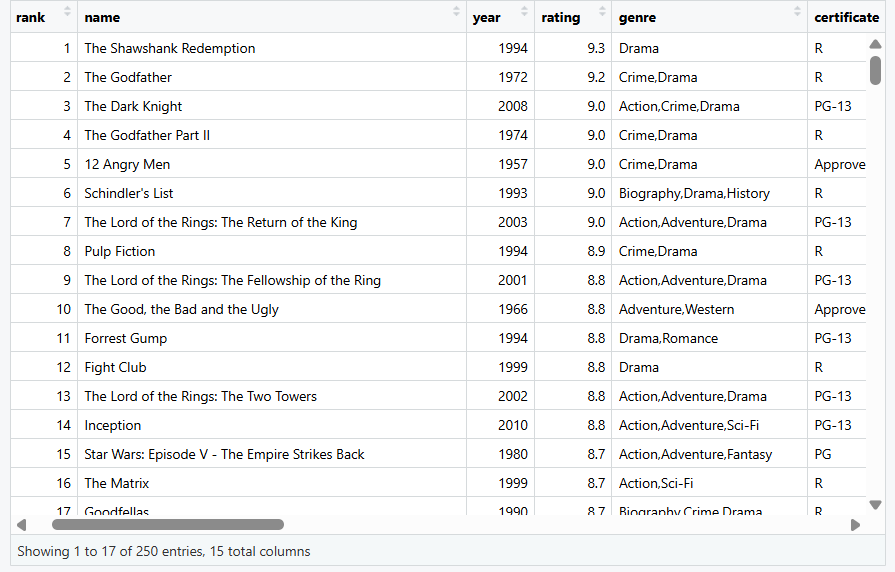 rank name year rating genre certificate
1 The Shawshank Redemption 1994 9.3 Drama R
2 The Godfather 1972 9.2 Crime,Drama R
3 The Dark Knight 2008 9.0 Action,Crime,Drama PG-13
4 The Godfather Part II 1974 9.0 Crime,Drama R
5 12 Angry Men 1957 9.0 Crime,Drama Approve
6 Schindler's List 1993 9.0 Biography,Drama,History R
7 The Lord of the Rings: The Return of the King 2003 9.0 Action,Adventure,Drama PG-13
8 Pulp Fiction 1994 8.9 Crime,Drama R
9 The Lord of the Rings: The Fellowship of the Ring 2001 8.8 Action,Adventure,Drama PG-13
10 The Good, the Bad and the Ugly 1966 8.8 Adventure,Western Approve
11 Forrest Gump 1994 8.8 Drama,Romance PG-13
12 Fight Club 1999 8.8 Drama R
13 The Lord of the Rings: The Two Towers 2002 8.8 Action,Adventure,Drama PG-13
14 Inception 2010 8.8 Action,Adventure,Sci-Fi PG-13
15 Star Wars: Episode V - The Empire Strikes Back 1980 8.7 Action,Adventure,Fantasy PG
16 The Matrix 1999 8.7 Action,Sci-Fi R
17 Goodfellas 1990 8.7 Biography,Crime,Drama R
Showing 1 to 17 of 250 entries, 15 total columns